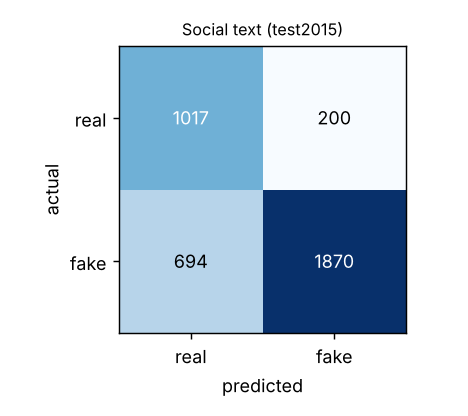 Social text (test2015)
real
1017
200
actual
fake
694
1870
real
fake
predicted